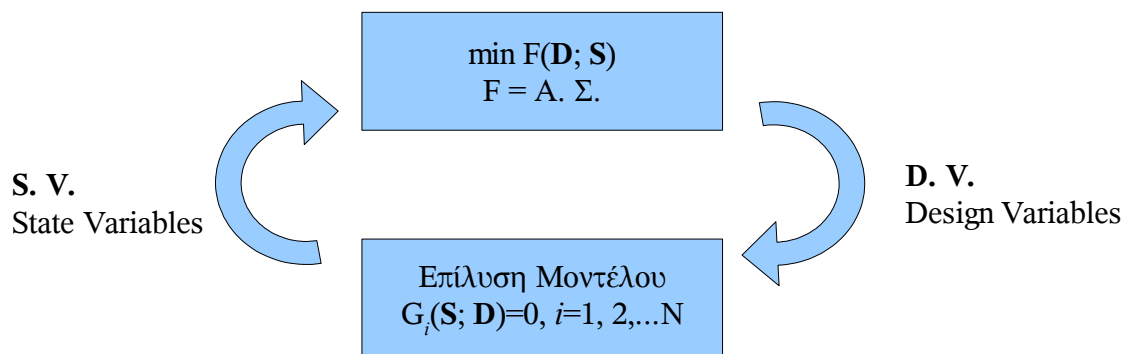 min F(D; S)
F = Α. Σ.
S. V.
State Variables
D. V.
Design Variables
Επίλυση Μοντέλου
Gi(S; D)=0, i=1, 2,...N